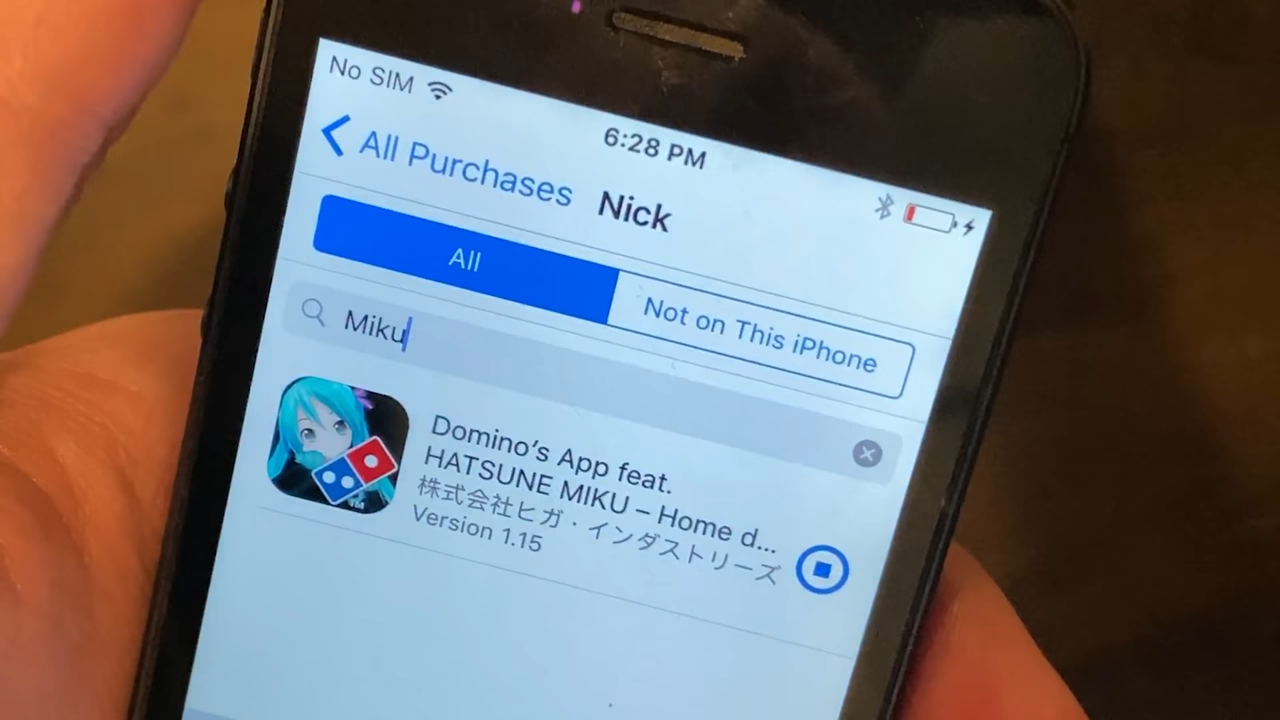 No SIM
6:28 PM
All Purchases
Nick
All
Not on This iPhone
Miku
Domino's App feat.
HATSUNE MIKU – Home d...
株式会社ヒガ・インダストリーズ
Version 1.15
TM